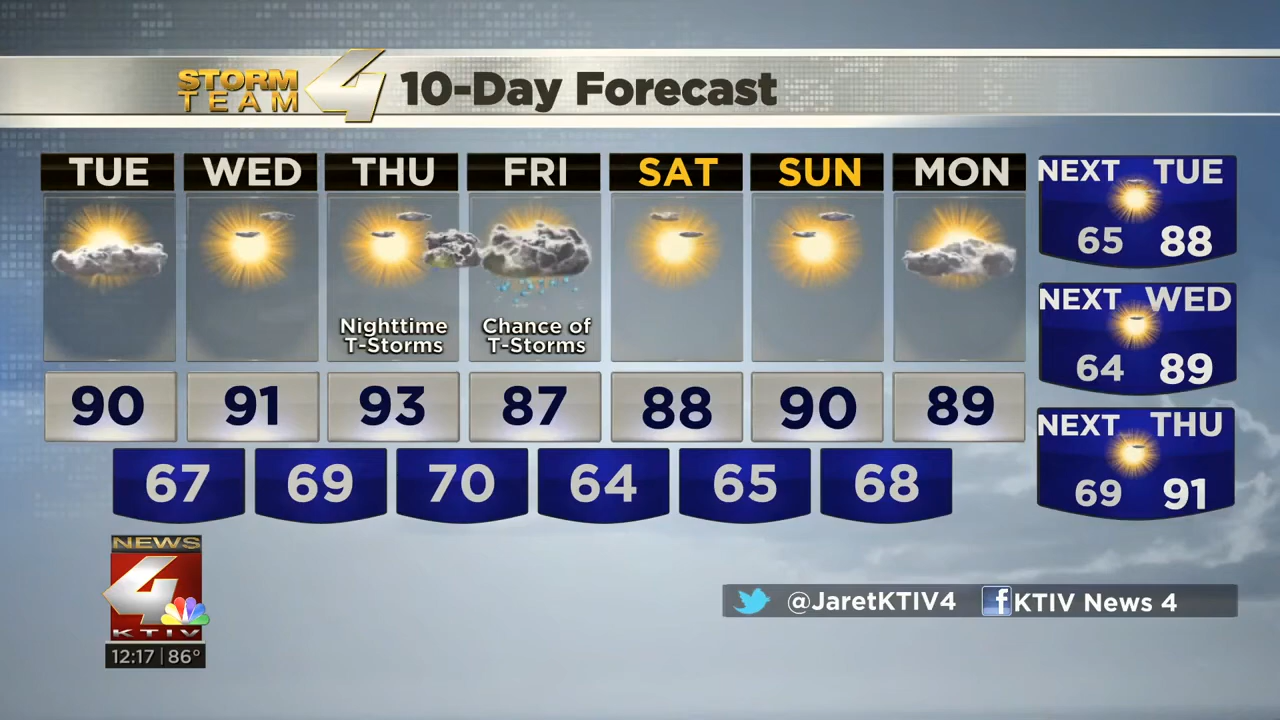 STORM
TEAM
4
10-Day Forecast
TUE WED THU FRI SAT SUN MON
Nighttime
T-Storms
Chance of
T-Storms
90 91 93 87 88 90 89
67 69 70 64 65 68
NEXT TUE
65 88
NEXT WED
64 89
NEXT THU
69 91
NEWS
4
KTIV
12:17 | 86°
@JaretKTIV4 f KTIV News 4